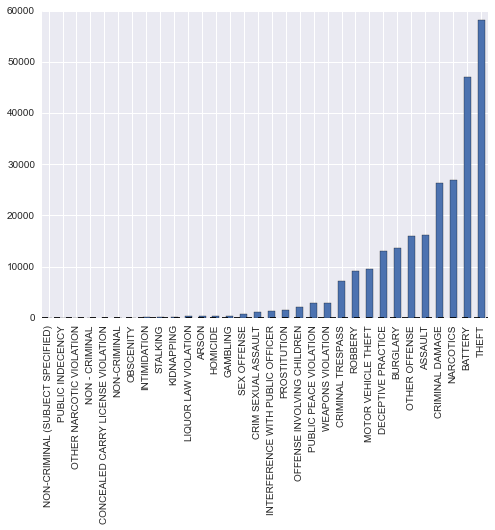 60000
50000
40000
30000
20000
10000
0
NON-CRIMINAL (SUBJECT SPECIFIED)
PUBLIC INDECENCY
OTHER NARCOTIC VIOLATION
NON - CRIMINAL
CONCEALED CARRY LICENSE VIOLATION
NON-CRIMINAL
OBSCENITY
INTIMIDATION
STALKING
KIDNAPPING
LIQUOR LAW VIOLATION
ARSON
HOMICIDE
GAMBLING
SEX OFFENSE
CRIM SEXUAL ASSAULT
INTERFERENCE WITH PUBLIC OFFICER
PROSTITUTION
OFFENSE INVOLVING CHILDREN
PUBLIC PEACE VIOLATION
WEAPONS VIOLATION
CRIMINAL TRESPASS
ROBBERY
MOTOR VEHICLE THEFT
DECEPTIVE PRACTICE
BURGLARY
OTHER OFFENSE
ASSAULT
CRIMINAL DAMAGE
NARCOTICS
BATTERY
THEFT